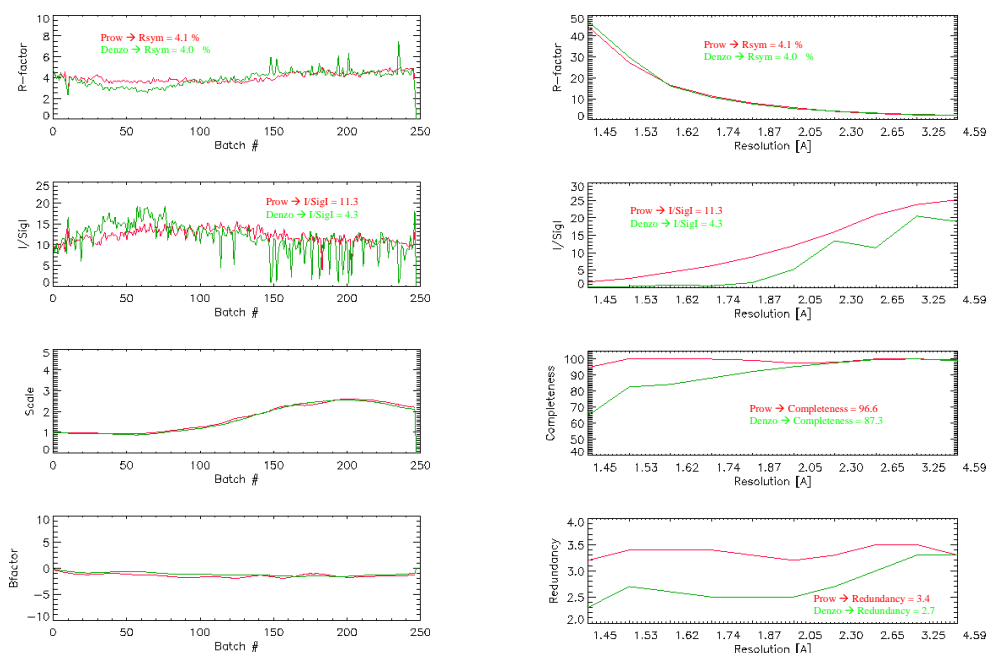 R-factor
10
8
6
4
2
0
Prow → Rsym = 4.1 %
Denzo → Rsym = 4.0 %
0 50 100 150 200 250
Batch #
R-factor
50
40
30
20
10
0
Prow → Rsym = 4.1 %
Denzo → Rsym = 4.0 %
1.45 1.53 1.62 1.74 1.87 2.05 2.30 2.65 3.25 4.59
Resolution [A]
I/SigI
25
20
15
10
5
0
Prow → I/SigI = 11.3
Denzo → I/SigI = 4.3
0 50 100 150 200 250
Batch #
I/SigI
30
25
20
15
10
5
0
Prow → I/SigI = 11.3
Denzo → I/SigI = 4.3
1.45 1.53 1.62 1.74 1.87 2.05 2.30 2.65 3.25 4.59
Resolution [A]
Scale
5
4
3
2
1
0
0 50 100 150 200 250
Batch #
Completeness
100
90
80
70
60
50
40
Prow → Completeness = 96.6
Denzo → Completeness = 87.3
1.45 1.53 1.62 1.74 1.87 2.05 2.30 2.65 3.25 4.59
Resolution [A]
Bfactor
10
5
0
-5
-10
0 50 100 150 200 250
Batch #
Redundancy
4.0
3.5
3.0
2.5
2.0
Prow → Redundancy = 3.4
Denzo → Redundancy = 2.7
1.45 1.53 1.62 1.74 1.87 2.05 2.30 2.65 3.25 4.59
Resolution [A]